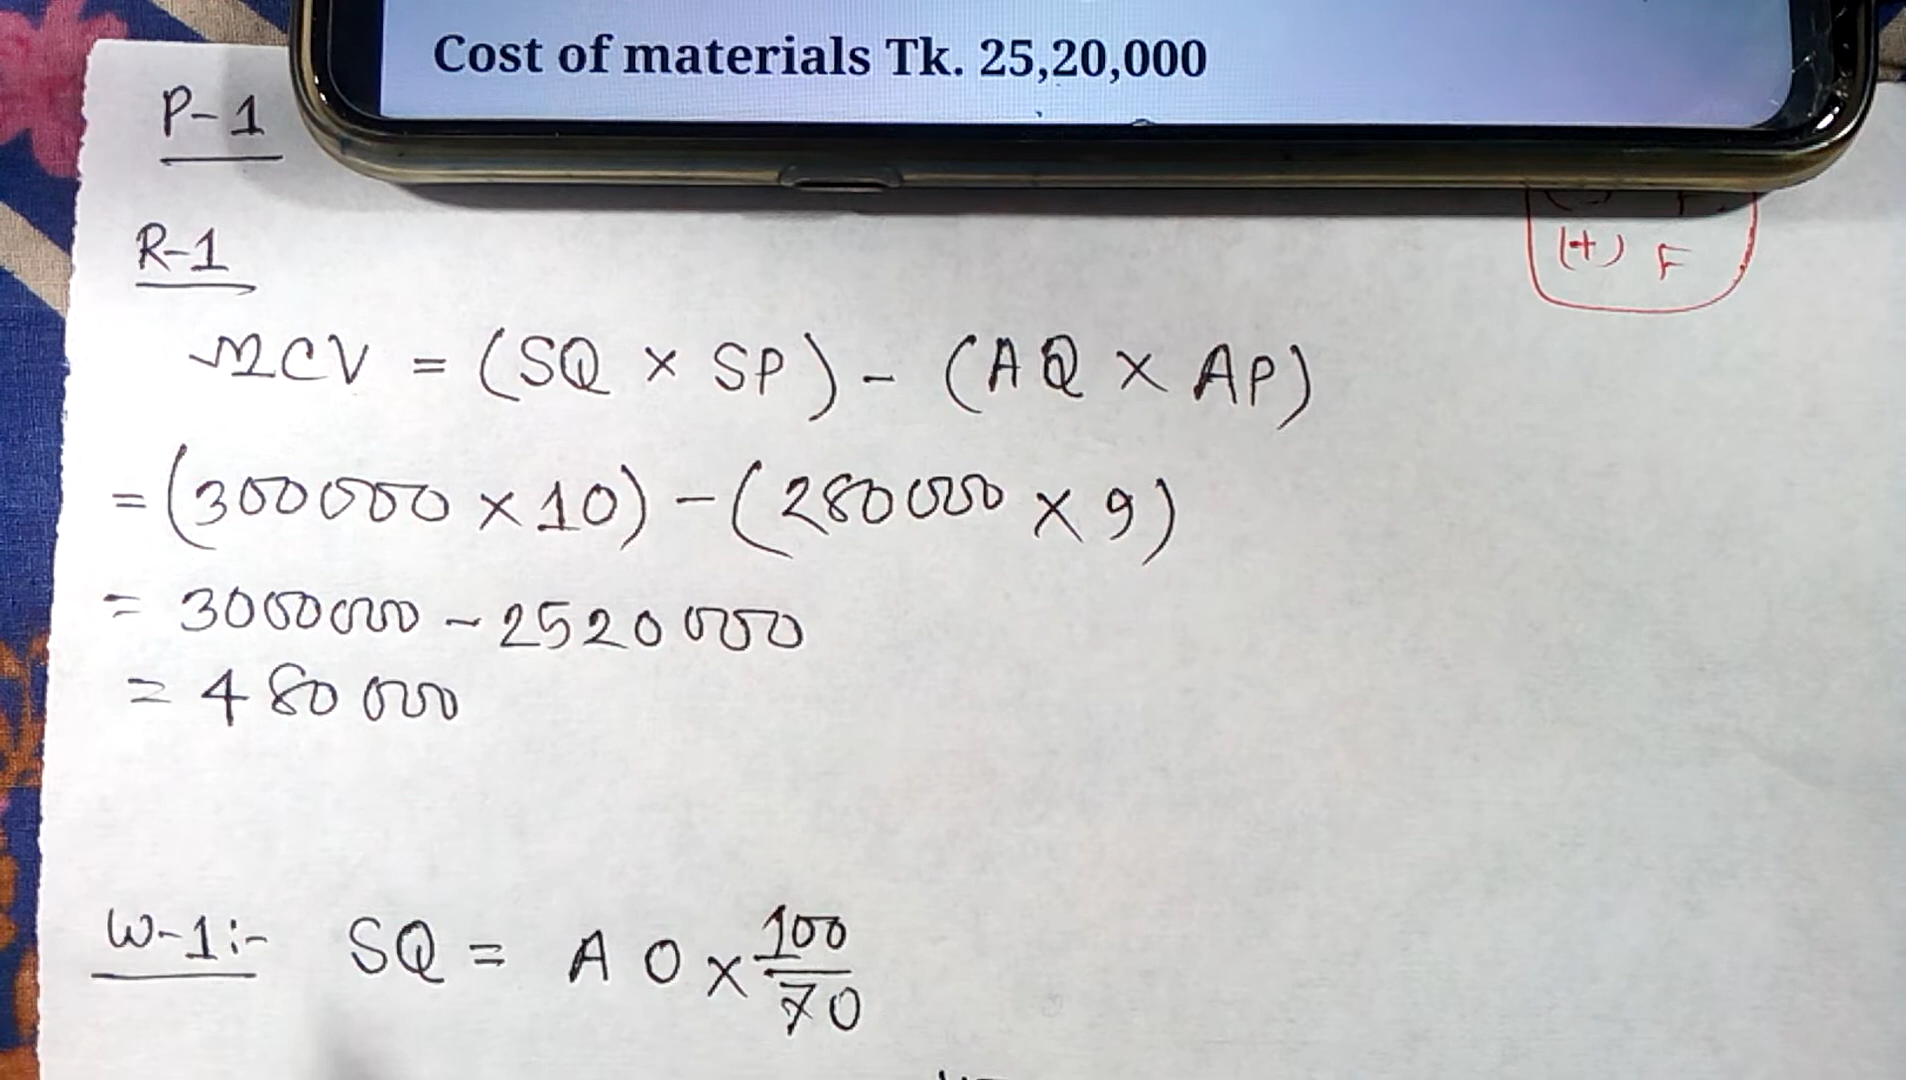 Cost of materials Tk. 25,20,000
P-1
R-1
(+) F
MCV = (SQ × SP) - (AQ × AP)
= (300000 × 10) - (280000 × 9)
= 3000000 - 2520000
= 480000
W-1:- SQ = AO × 100/70